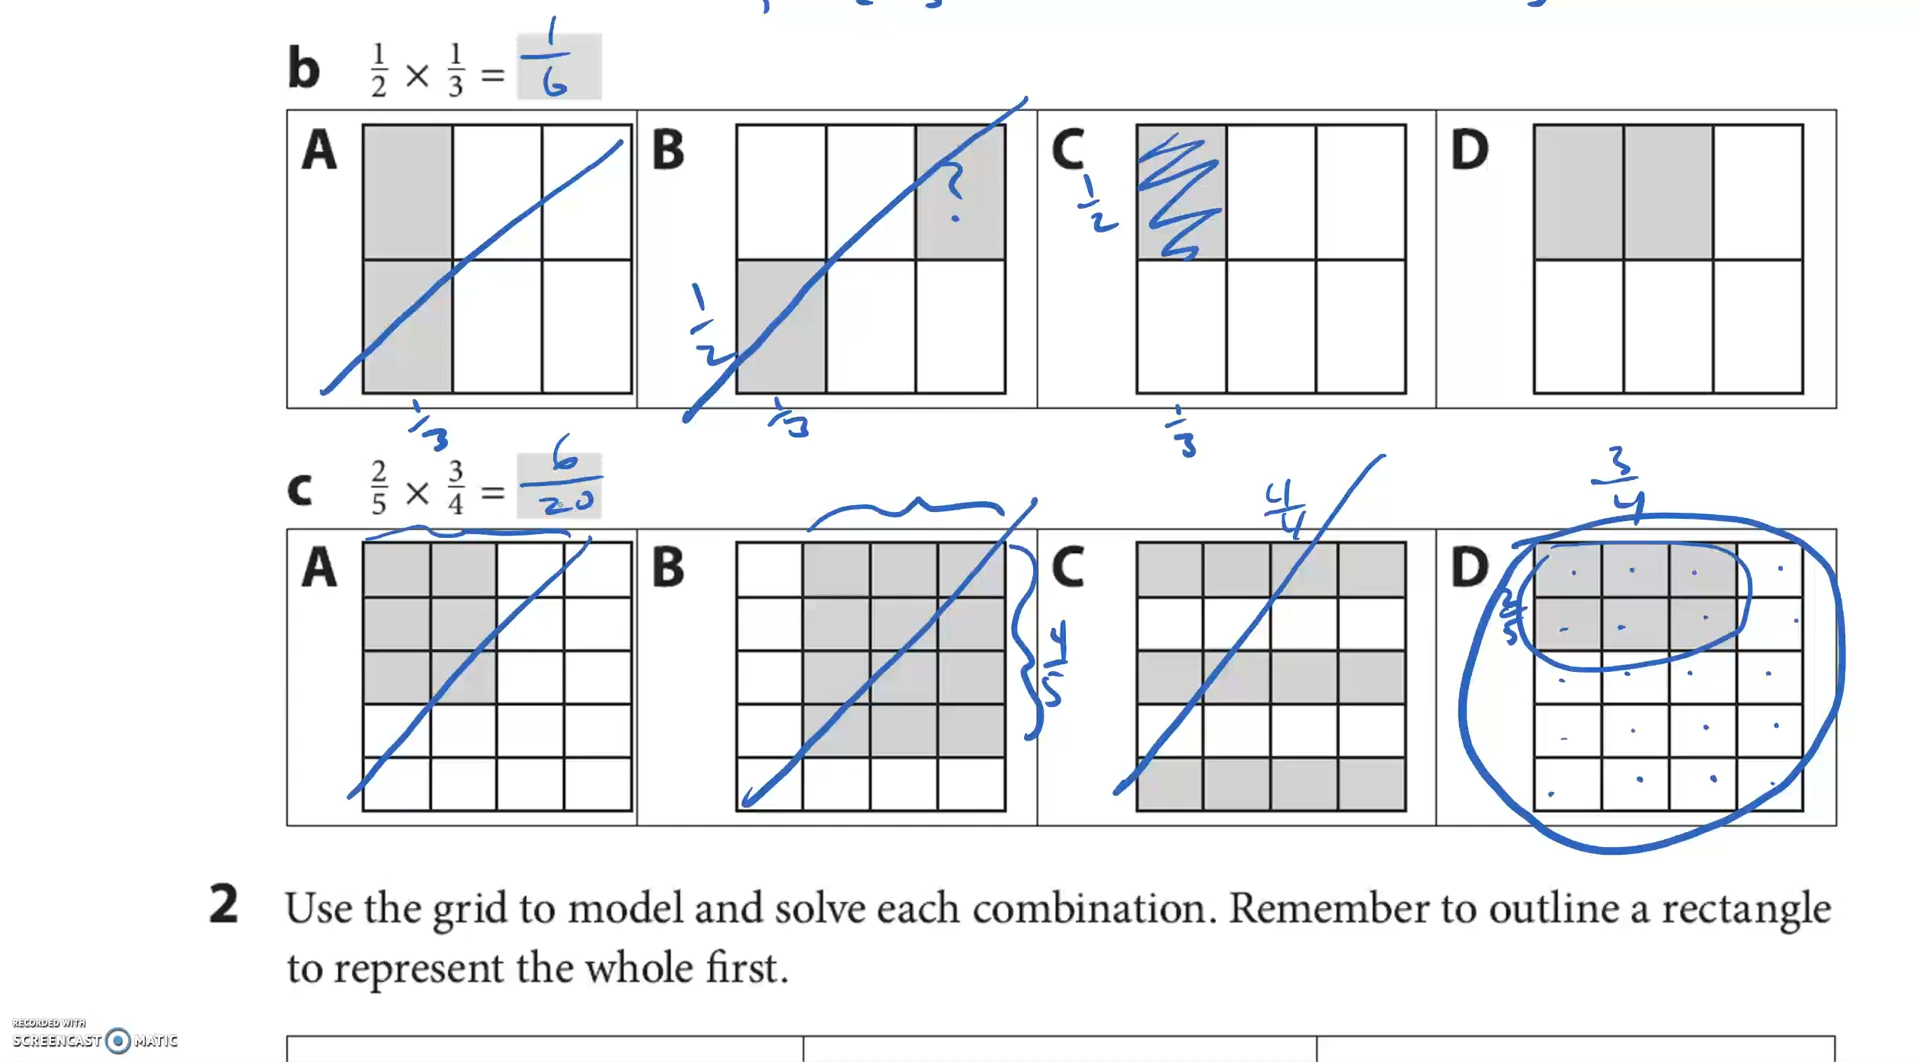 b 1/2 × 1/3 = 1/6
A B C D
?
1/2 1/2
1/3 1/3 1/3
c 2/5 × 3/4 = 6/20
4/4 3/4
A B C D
4/5 2/5
2 Use the grid to model and solve each combination. Remember to outline a rectangle
to represent the whole first.
RECORDED WITH
SCREENCAST MATIC